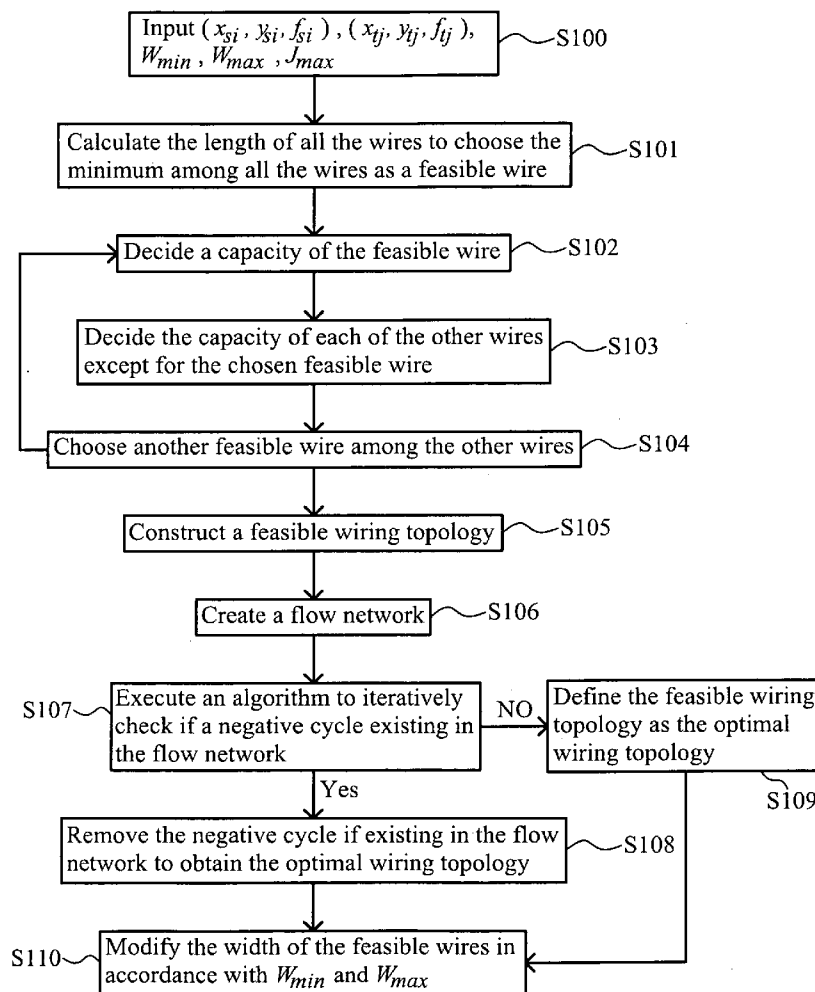 Input (x_si, y_si, f_si), (x_tj, y_tj, f_tj),
W_min, W_max, J_max
S100
Calculate the length of all the wires to choose the
minimum among all the wires as a feasible wire
S101
Decide a capacity of the feasible wire
S102
Decide the capacity of each of the other wires
except for the chosen feasible wire
S103
Choose another feasible wire among the other wires
S104
Construct a feasible wiring topology
S105
Create a flow network
S106
S107
Execute an algorithm to iteratively
check if a negative cycle existing in
the flow network
NO
Define the feasible wiring
topology as the optimal
wiring topology
S109
Yes
Remove the negative cycle if existing in the flow
network to obtain the optimal wiring topology
S108
S110
Modify the width of the feasible wires in
accordance with W_min and W_max